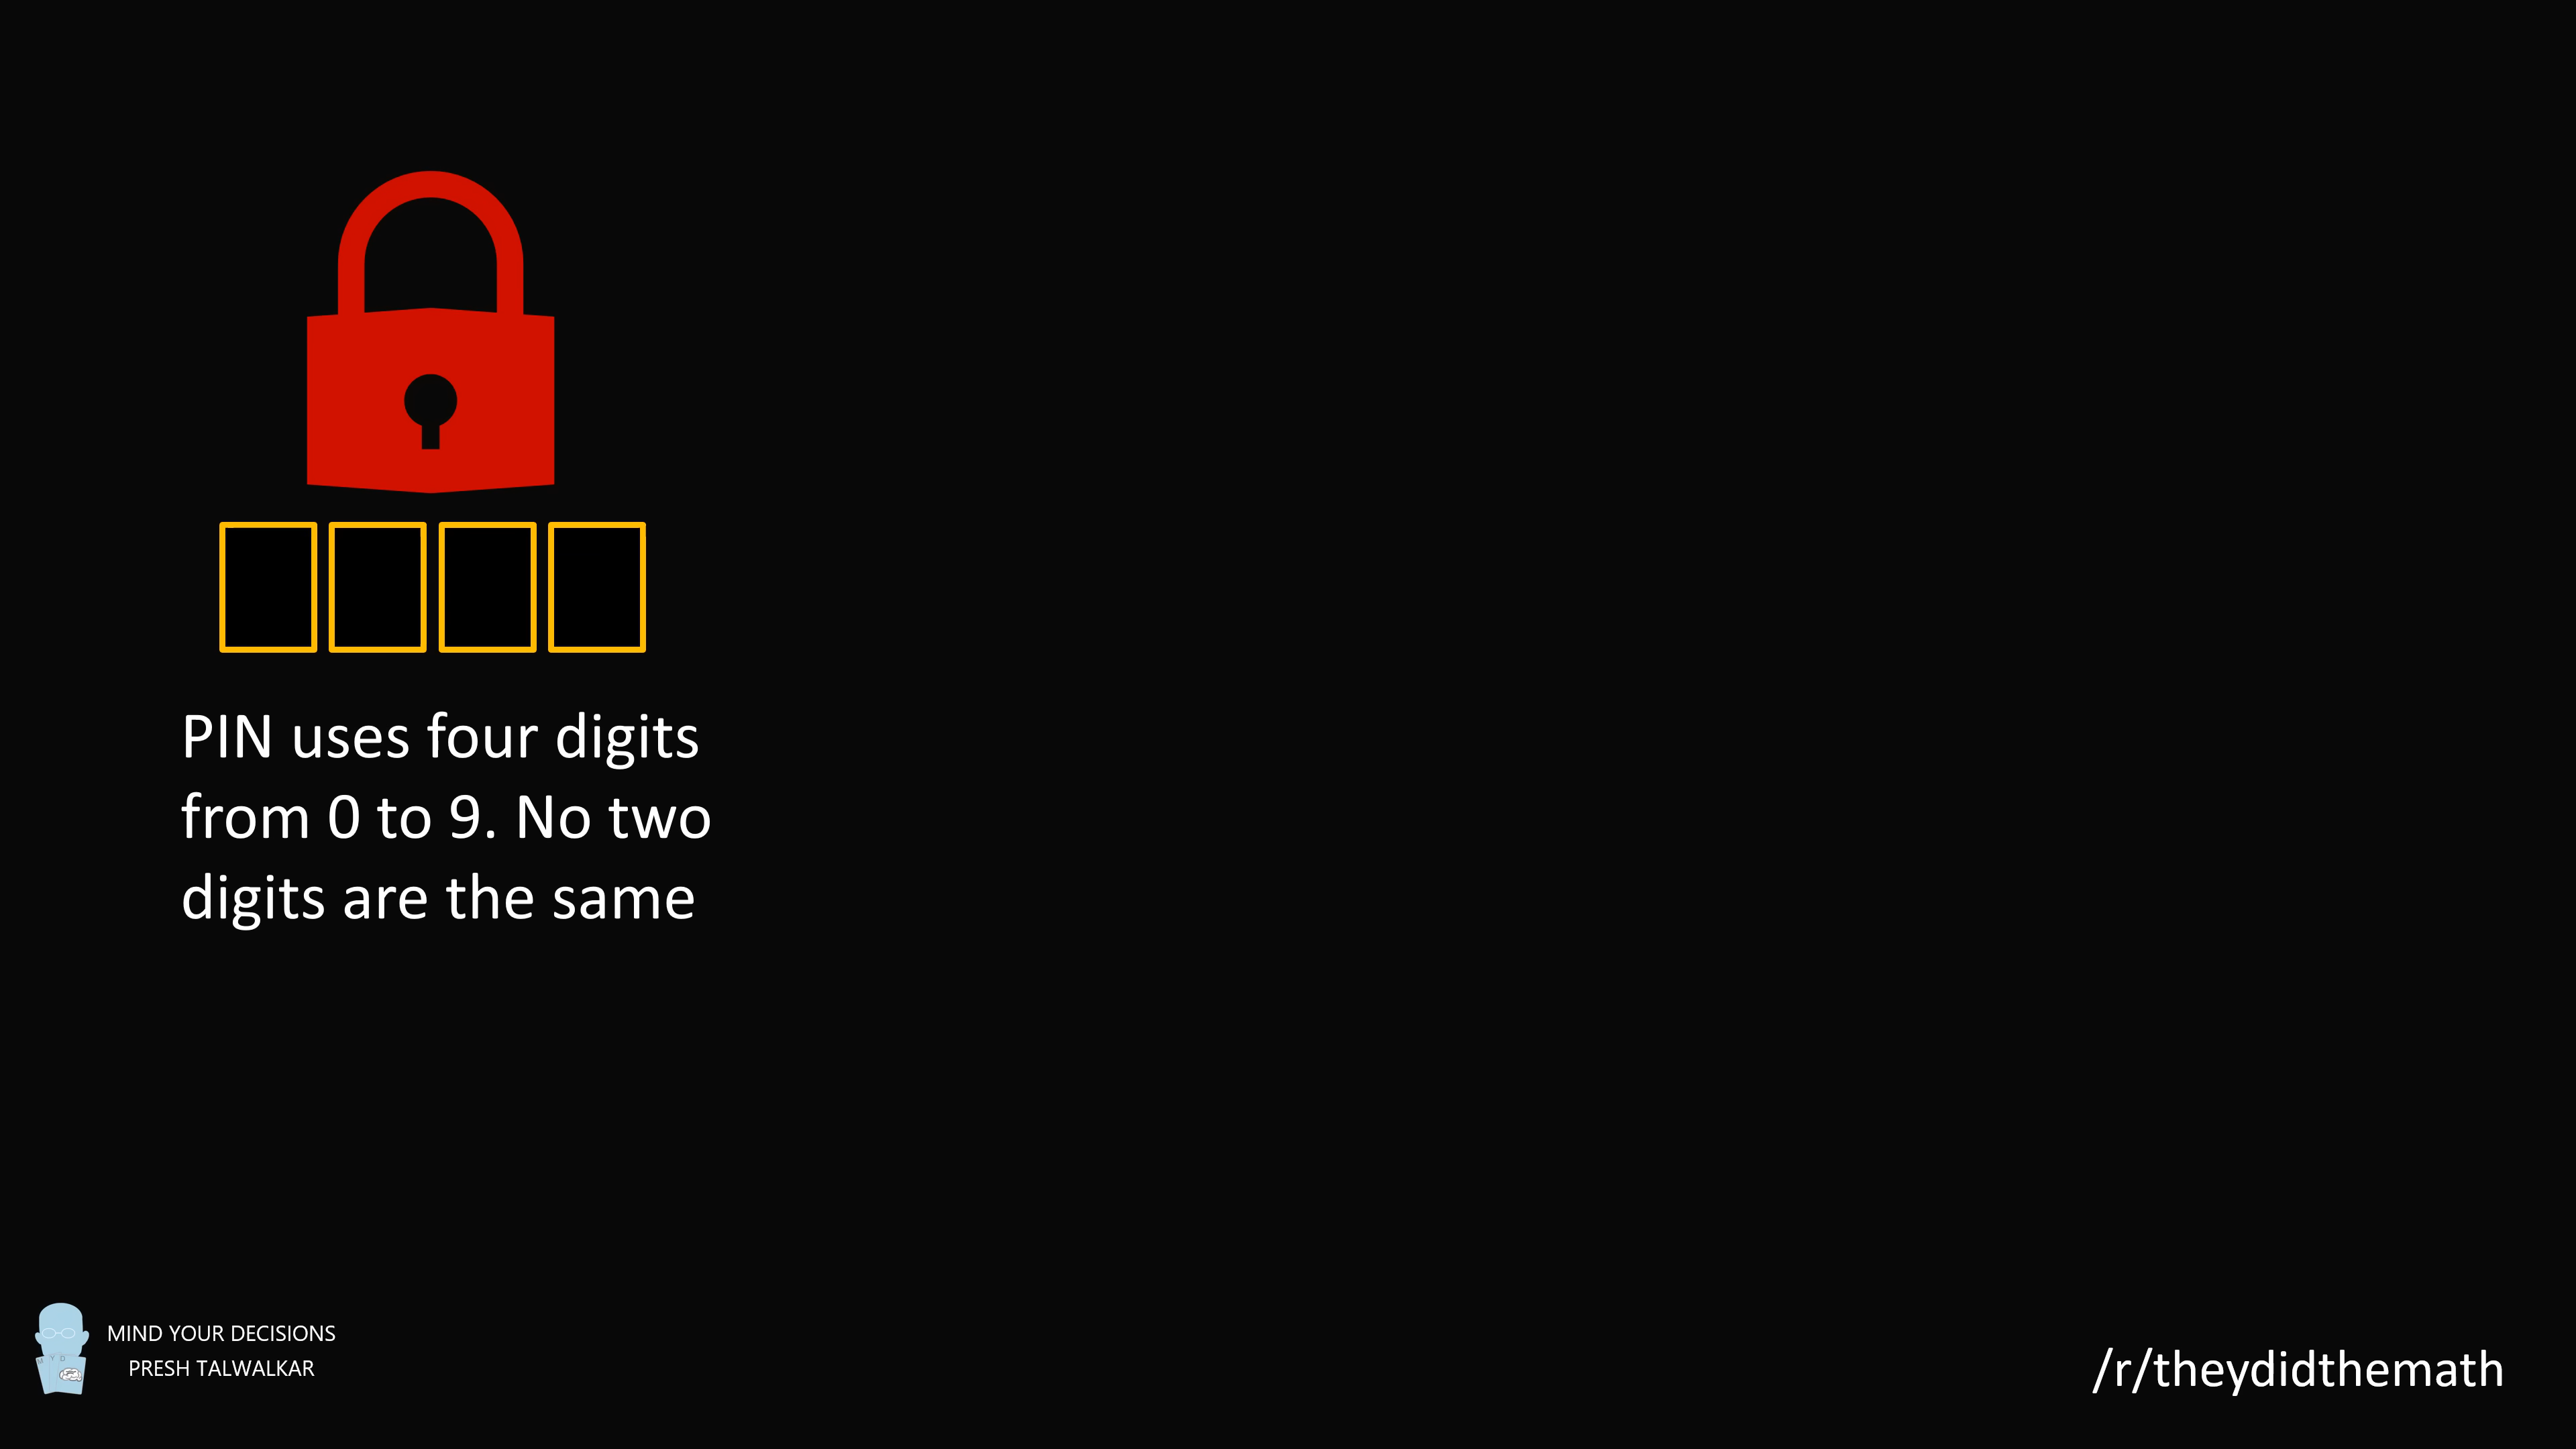 PIN uses four digits
from 0 to 9. No two
digits are the same
MIND YOUR DECISIONS
PRESH TALWALKAR
/r/theydidthemath